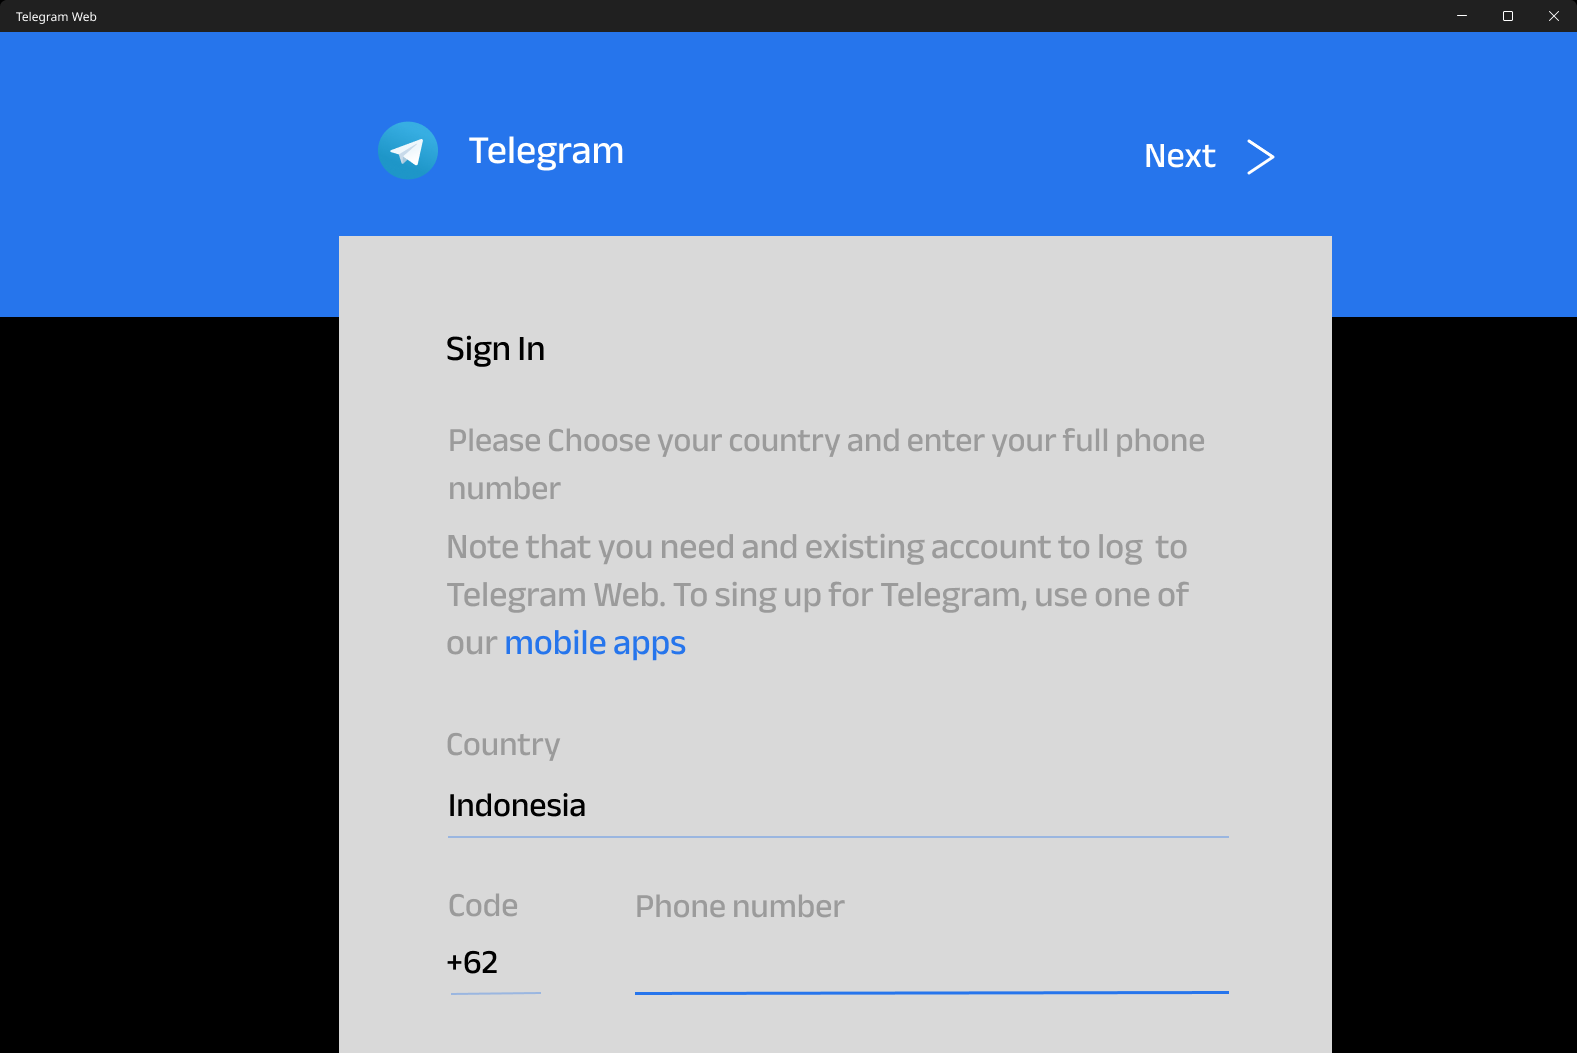 Telegram Web
Telegram
Next
Sign In
Please Choose your country and enter your full phone
number
Note that you need and existing account to log to
Telegram Web. To sing up for Telegram, use one of
our mobile apps
Country
Indonesia
Code
Phone number
+62